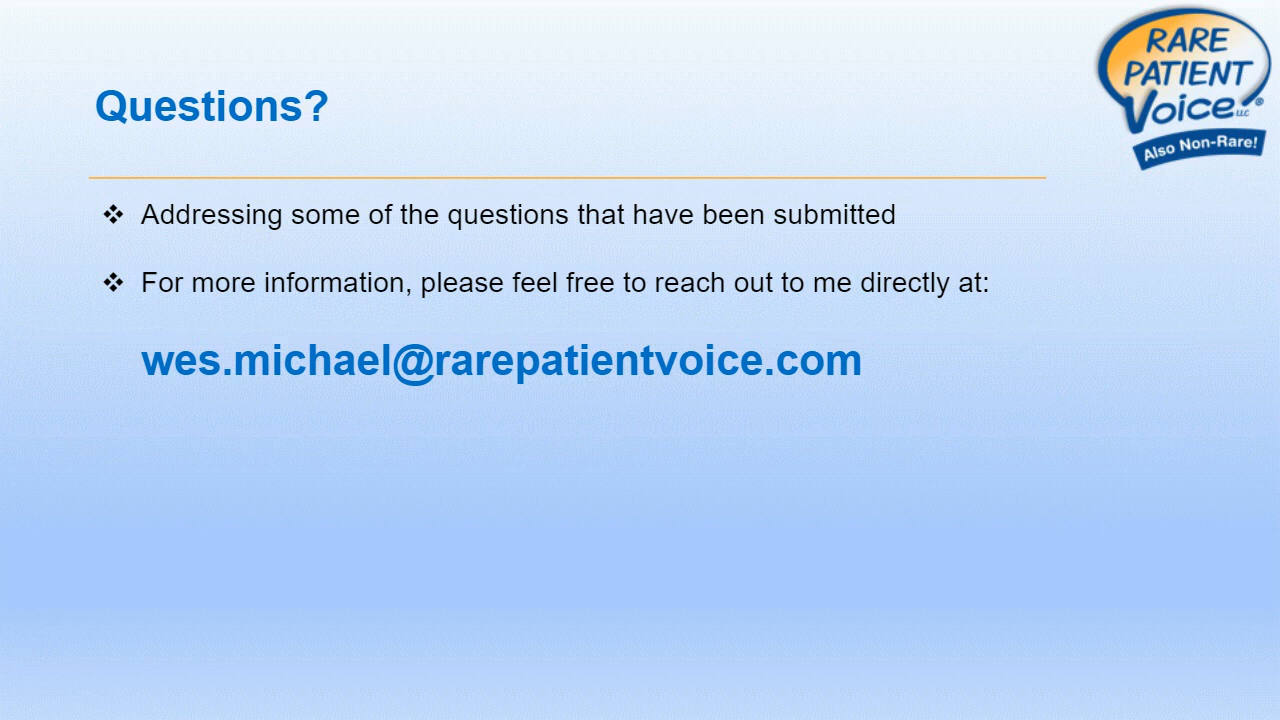 RARE
PATIENT
Voice LLC ®
Also Non-Rare!
Questions?
❖ Addressing some of the questions that have been submitted
❖ For more information, please feel free to reach out to me directly at:
wes.michael@rarepatientvoice.com